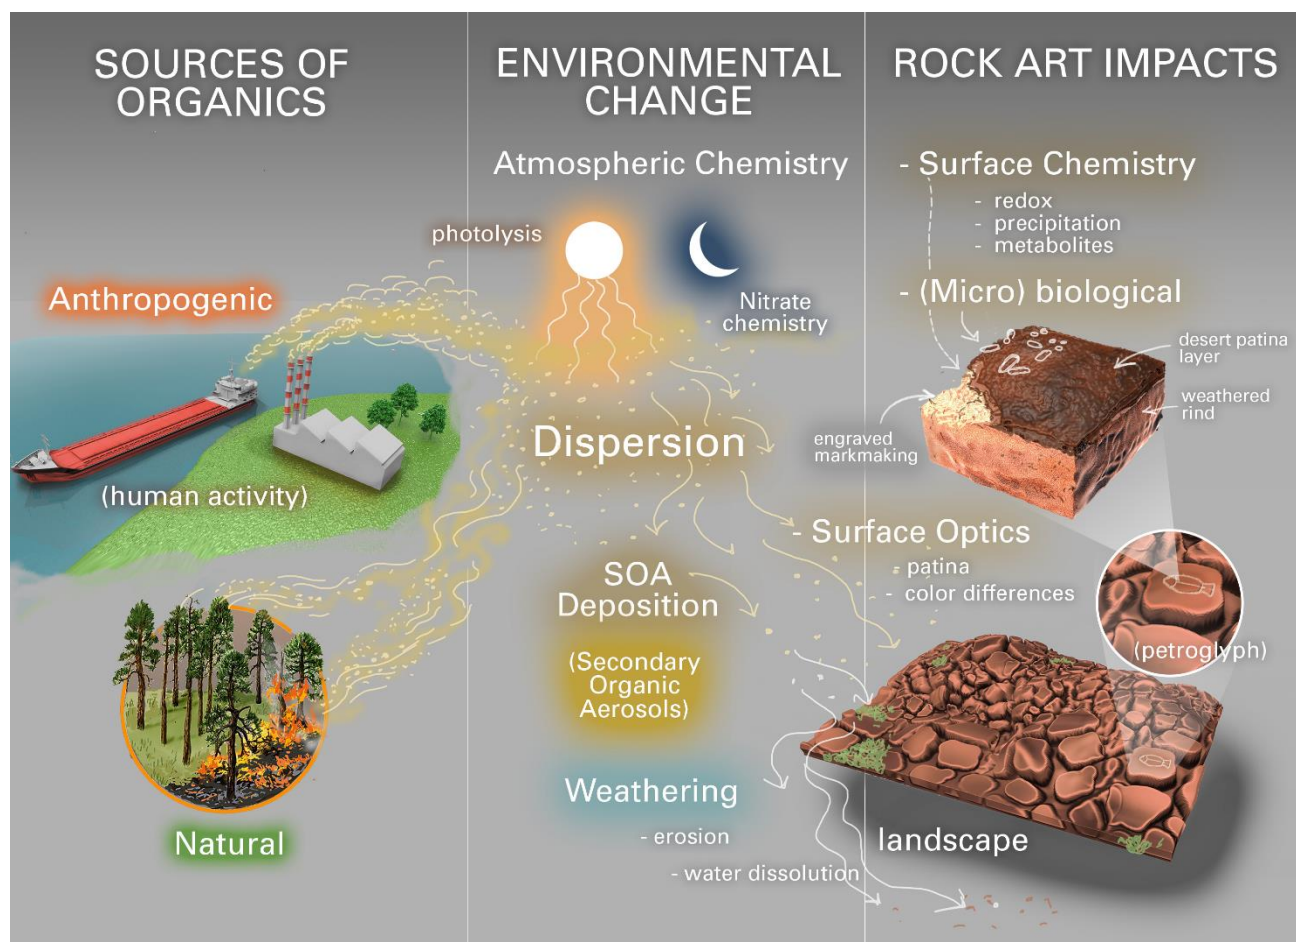 SOURCES OF
ORGANICS
Anthropogenic
(human activity)
Natural
ENVIRONMENTAL
CHANGE
Atmospheric Chemistry
photolysis
Nitrate
chemistry
Dispersion
SOA
Deposition
(Secondary
Organic
Aerosols)
Weathering
- erosion
- water dissolution
ROCK ART IMPACTS
- Surface Chemistry
- redox
- precipitation
- metabolites
- (Micro) biological
desert patina
layer
weathered
rind
engraved
markmaking
- Surface Optics
- patina
- color differences
(petroglyph)
landscape